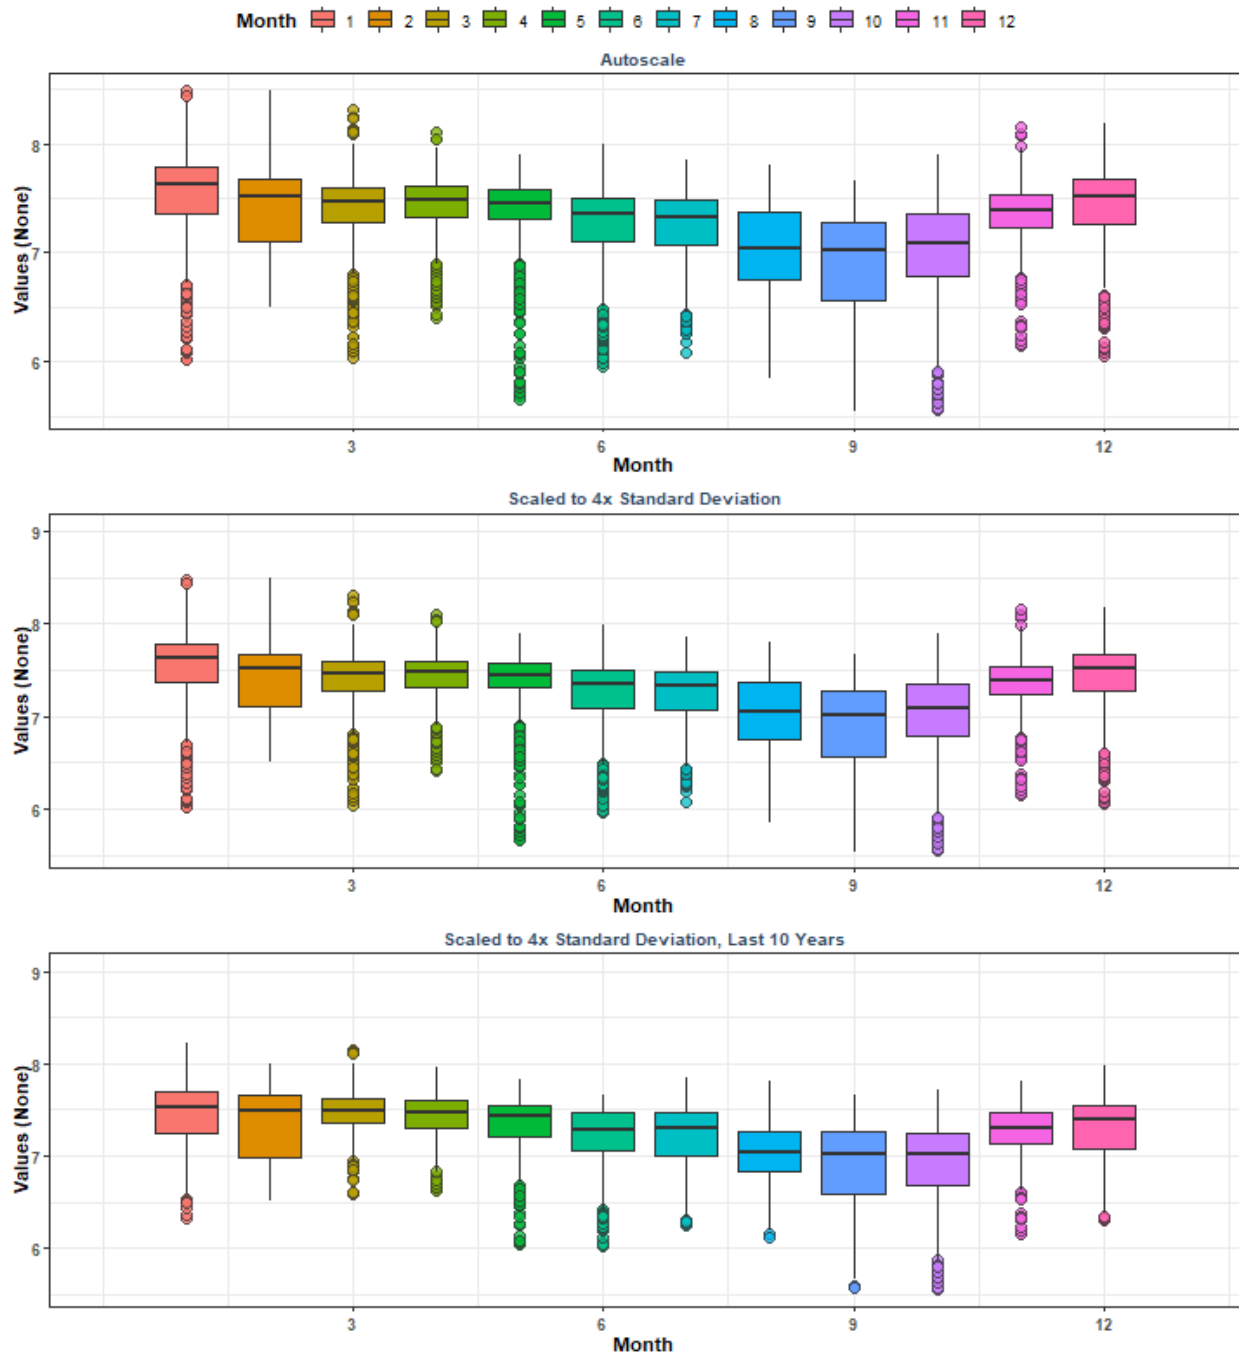 Month 1 2 3 4 5 6 7 8 9 10 11 12
Autoscale
Values (None)
8
7
6
3 6 9 12
Month
Scaled to 4x Standard Deviation
Values (None)
9
8
7
6
3 6 9 12
Month
Scaled to 4x Standard Deviation, Last 10 Years
Values (None)
9
8
7
6
3 6 9 12
Month